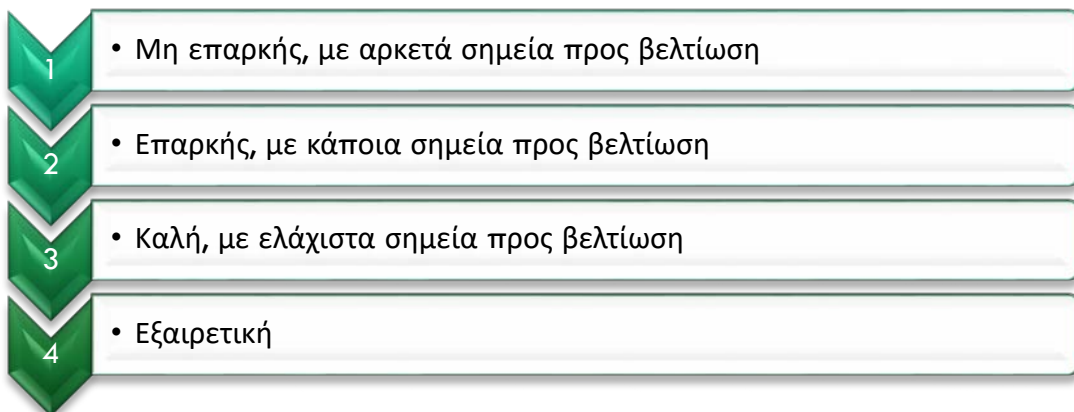 1
• Μη επαρκής, με αρκετά σημεία προς βελτίωση
2
• Επαρκής, με κάποια σημεία προς βελτίωση
3
• Καλή, με ελάχιστα σημεία προς βελτίωση
4
• Εξαιρετική